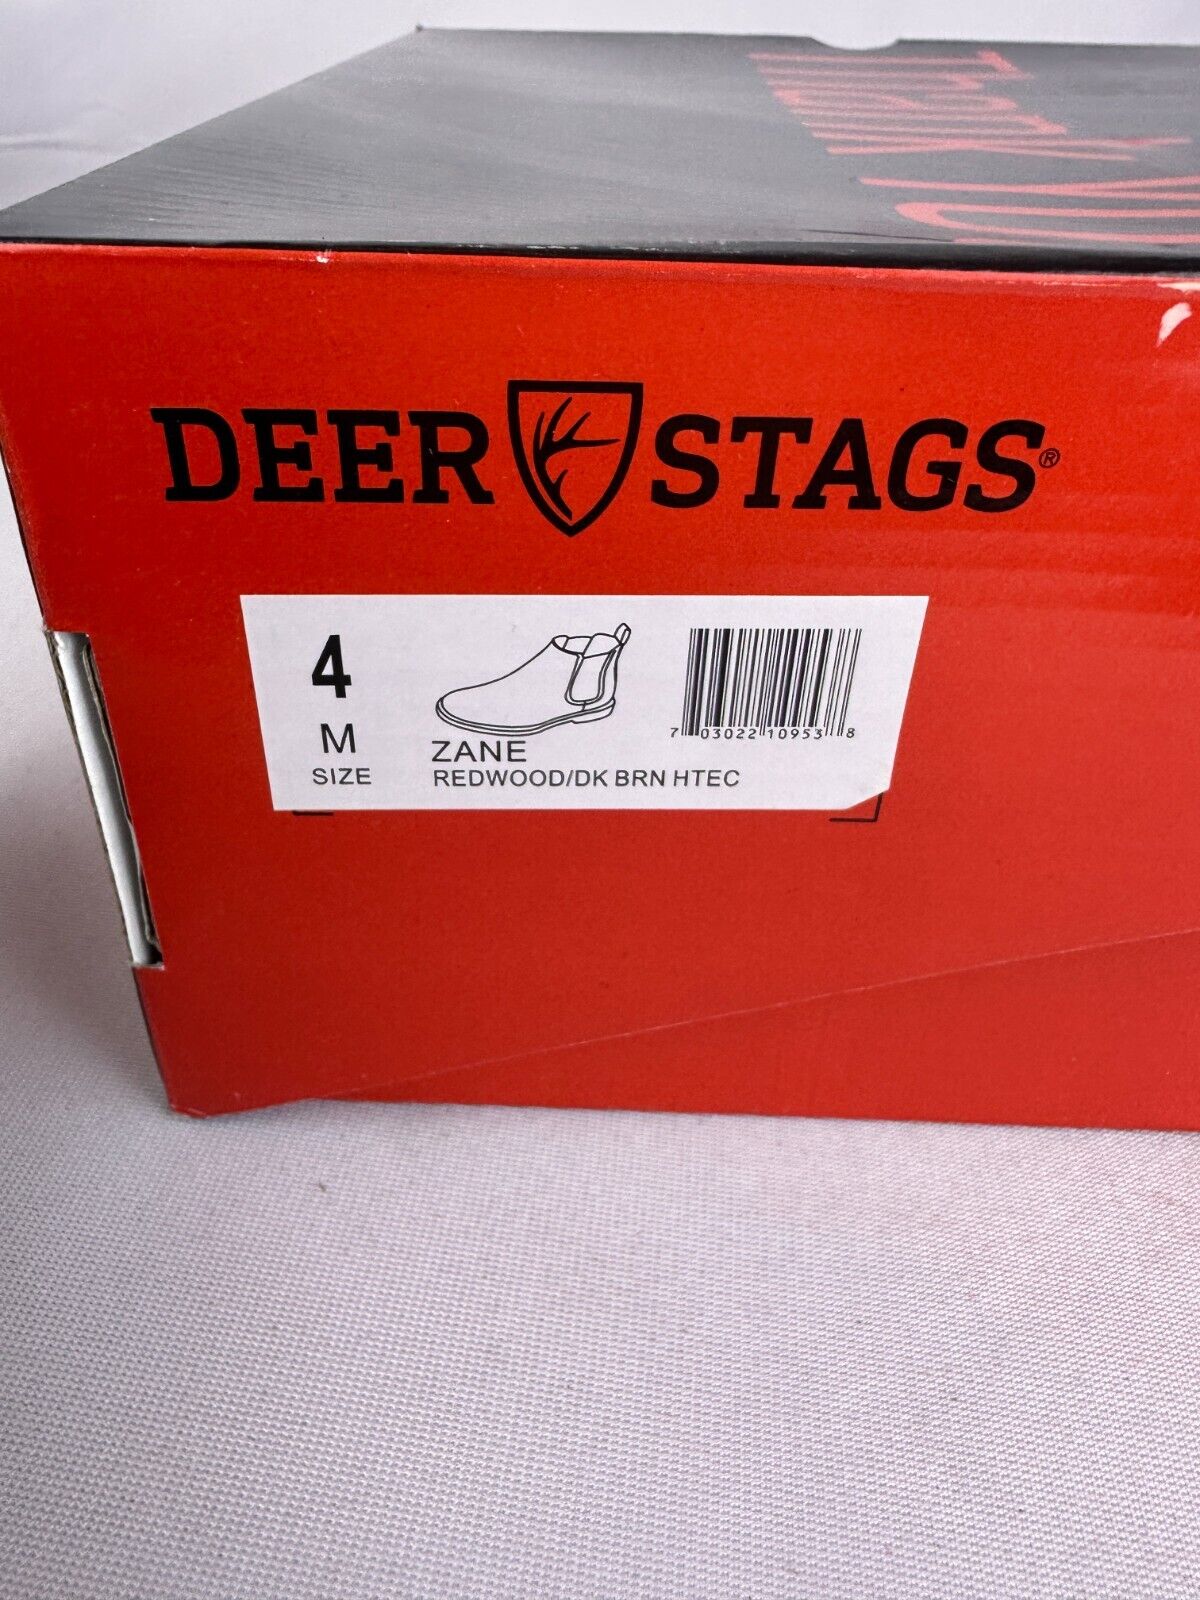 DEER STAGS®
4
M
SIZE
ZANE
REDWOOD/DK BRN HTEC
7 03022 10953 8